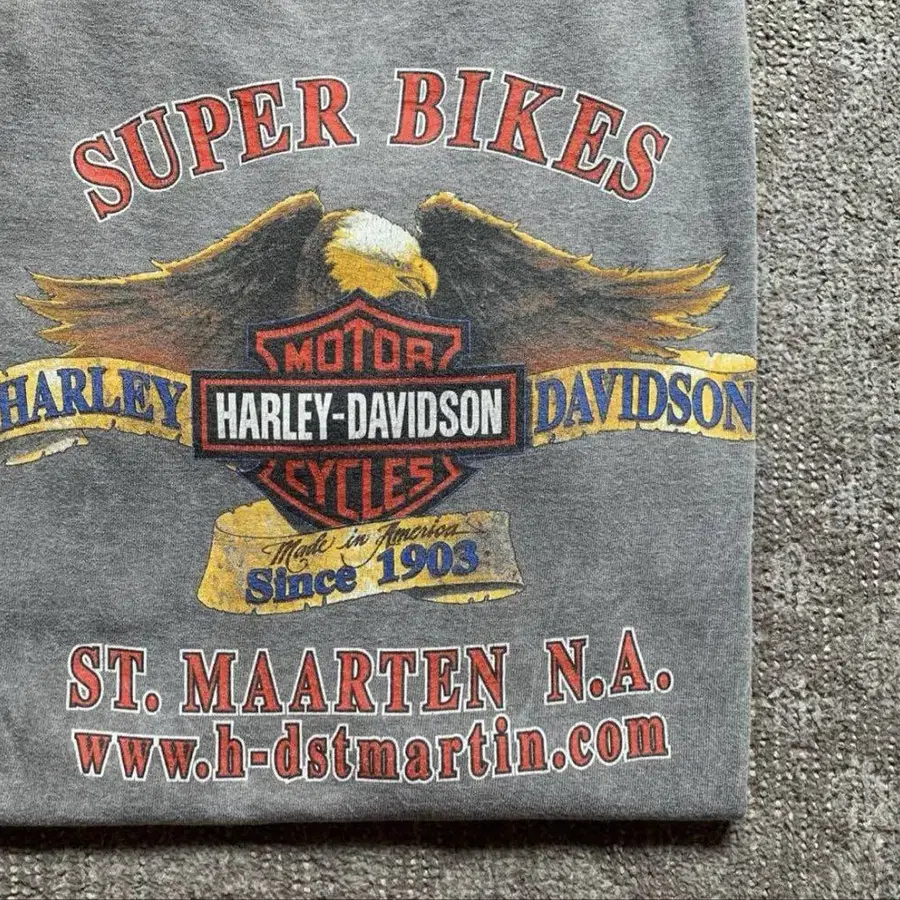 SUPER BIKES
MOTOR
HARLEY HARLEY-DAVIDSON DAVIDSON
CYCLES
Made in America
Since 1903
ST. MAARTEN N.A.
www.h-dstmartin.com